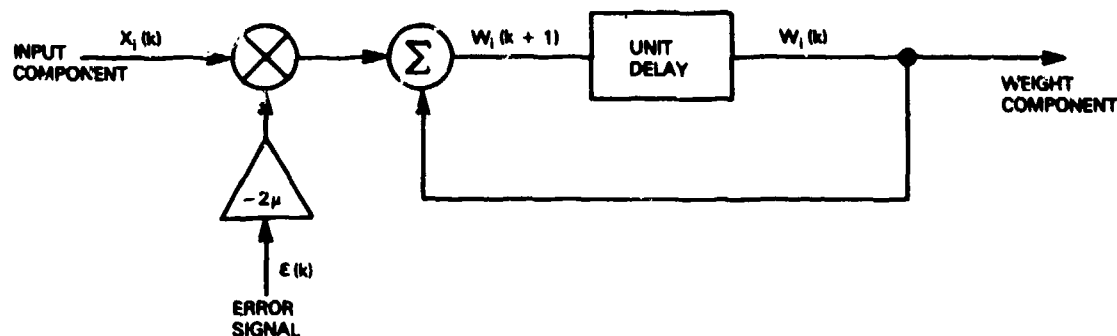 INPUT
COMPONENT
X_i(k)
Σ
W_i(k + 1)
UNIT
DELAY
W_i(k)
WEIGHT
COMPONENT
−2μ
ε(k)
ERROR
SIGNAL